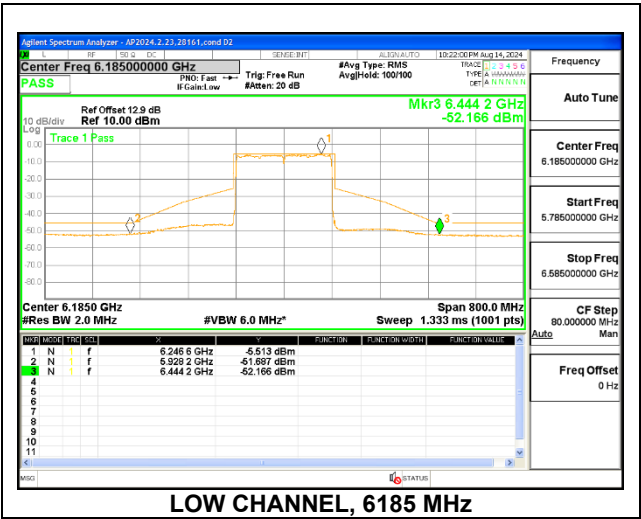 Agilent Spectrum Analyzer - AP2024.2.23,28161,cond D2
L RF 50 Ω DC SENSE:INT ALIGN AUTO 10:22:00 PM Aug 14, 2024
Center Freq 6.185000000 GHz #Avg Type: RMS TRACE 1 2 3 4 5 6 Frequency
PASS PNO: Fast Trig: Free Run Avg|Hold: 100/100 TYPE A
IFGain:Low #Atten: 20 dB DET A N N N N N
Auto Tune
Mkr3 6.444 2 GHz
Ref Offset 12.9 dB
10 dB/div Ref 10.00 dBm -52.166 dBm
Log
Trace 1 Pass
0.00
-10.0
-20.0
-30.0
-40.0
-50.0
-60.0
-70.0
-80.0
1
2
3
Center Freq
6.185000000 GHz
Start Freq
5.785000000 GHz
Stop Freq
6.585000000 GHz
Center 6.1850 GHz Span 800.0 MHz
#Res BW 2.0 MHz #VBW 6.0 MHz* Sweep 1.333 ms (1001 pts)
CF Step
80.000000 MHz
Auto Man
MKR MODE TRC SCL X Y FUNCTION FUNCTION WIDTH FUNCTION VALUE
1 N 1 f 6.246 6 GHz -5.513 dBm
2 N 1 f 5.928 2 GHz -51.687 dBm
3 N 1 f 6.444 2 GHz -52.166 dBm
4
5
6
7
8
9
10
11
Freq Offset
0 Hz
MSG STATUS
LOW CHANNEL, 6185 MHz